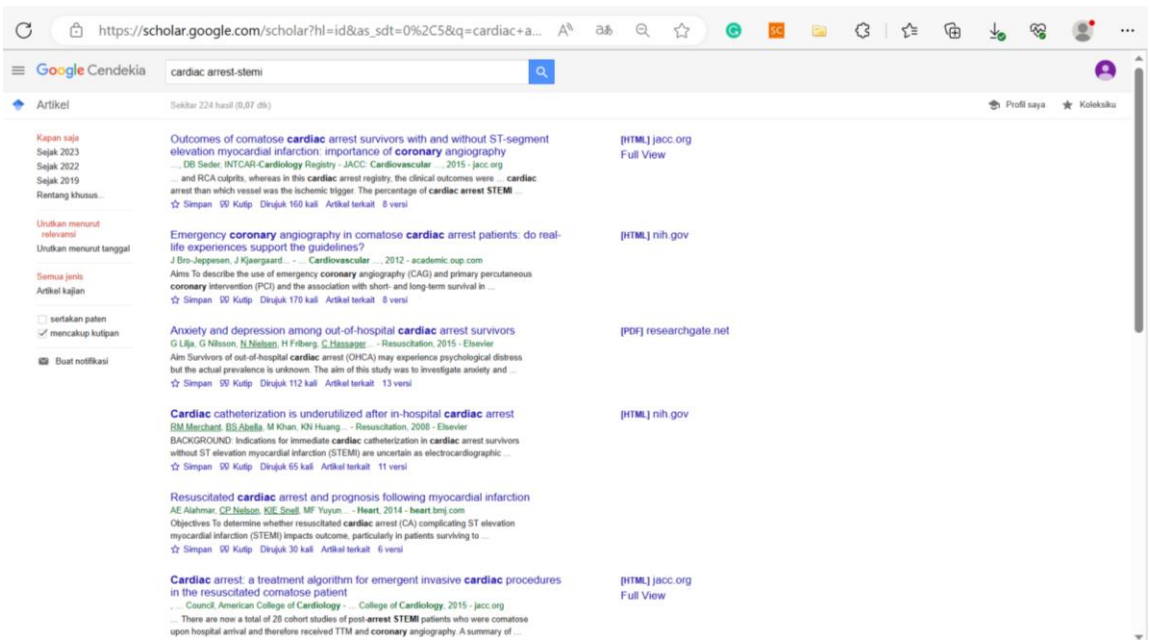 https://scholar.google.com/scholar?hl=id&as_sdt=0%2C5&q=cardiac+a...
SC
Google Cendekia
cardiac arrest-stemi
Artikel
Sekitar 224 hasil (0,07 dtk)
Profil saya
Koleksiku
Kapan saja
Sejak 2023
Sejak 2022
Sejak 2019
Rentang khusus...
Urutkan menurut
relevansi
Urutkan menurut tanggal
Semua jenis
Artikel kajian
sertakan paten
mencakup kutipan
Buat notifikasi
Outcomes of comatose cardiac arrest survivors with and without ST-segment
elevation myocardial infarction: importance of coronary angiography
..., DB Seder, INTCAR-Cardiology Registry - JACC: Cardiovascular ..., 2015 - jacc.org
... and RCA culprits, whereas in this cardiac arrest registry, the clinical outcomes were ... cardiac
arrest than which vessel was the ischemic trigger. The percentage of cardiac arrest STEMI ...
Simpan Kutip Dirujuk 160 kali Artikel terkait 8 versi
[HTML] jacc.org
Full View
Emergency coronary angiography in comatose cardiac arrest patients: do real-
life experiences support the guidelines?
J Bro-Jeppesen, J Kjaergaard... - ... Cardiovascular ..., 2012 - academic.oup.com
Aims To describe the use of emergency coronary angiography (CAG) and primary percutaneous
coronary intervention (PCI) and the association with short- and long-term survival in ...
Simpan Kutip Dirujuk 170 kali Artikel terkait 8 versi
[HTML] nih.gov
Anxiety and depression among out-of-hospital cardiac arrest survivors
G Lilja, G Nilsson, N Nielsen, H Friberg, C Hassager... - Resuscitation, 2015 - Elsevier
Aim Survivors of out-of-hospital cardiac arrest (OHCA) may experience psychological distress
but the actual prevalence is unknown. The aim of this study was to investigate anxiety and ...
Simpan Kutip Dirujuk 112 kali Artikel terkait 13 versi
[PDF] researchgate.net
Cardiac catheterization is underutilized after in-hospital cardiac arrest
RM Merchant, BS Abella, M Khan, KN Huang... - Resuscitation, 2008 - Elsevier
BACKGROUND: Indications for immediate cardiac catheterization in cardiac arrest survivors
without ST elevation myocardial infarction (STEMI) are uncertain as electrocardiographic ...
Simpan Kutip Dirujuk 65 kali Artikel terkait 11 versi
[HTML] nih.gov
Resuscitated cardiac arrest and prognosis following myocardial infarction
AE Alahmar, CP Nelson, KIE Snell, MF Yuyun... - Heart, 2014 - heart.bmj.com
Objectives To determine whether resuscitated cardiac arrest (CA) complicating ST elevation
myocardial infarction (STEMI) impacts outcome, particularly in patients surviving to ...
Simpan Kutip Dirujuk 30 kali Artikel terkait 6 versi
Cardiac arrest: a treatment algorithm for emergent invasive cardiac procedures
in the resuscitated comatose patient
, ... Council, American College of Cardiology - ... College of Cardiology, 2015 - jacc.org
... There are now a total of 28 cohort studies of post-arrest STEMI patients who were comatose
upon hospital arrival and therefore received TTM and coronary angiography. A summary of ...
[HTML] jacc.org
Full View